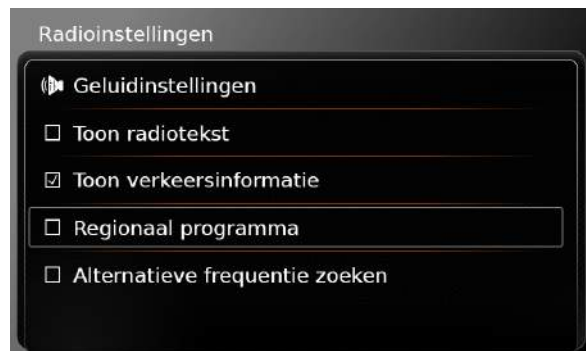 Radioinstellingen
Geluidinstellingen
Toon radiotekst
Toon verkeersinformatie
Regionaal programma
Alternatieve frequentie zoeken